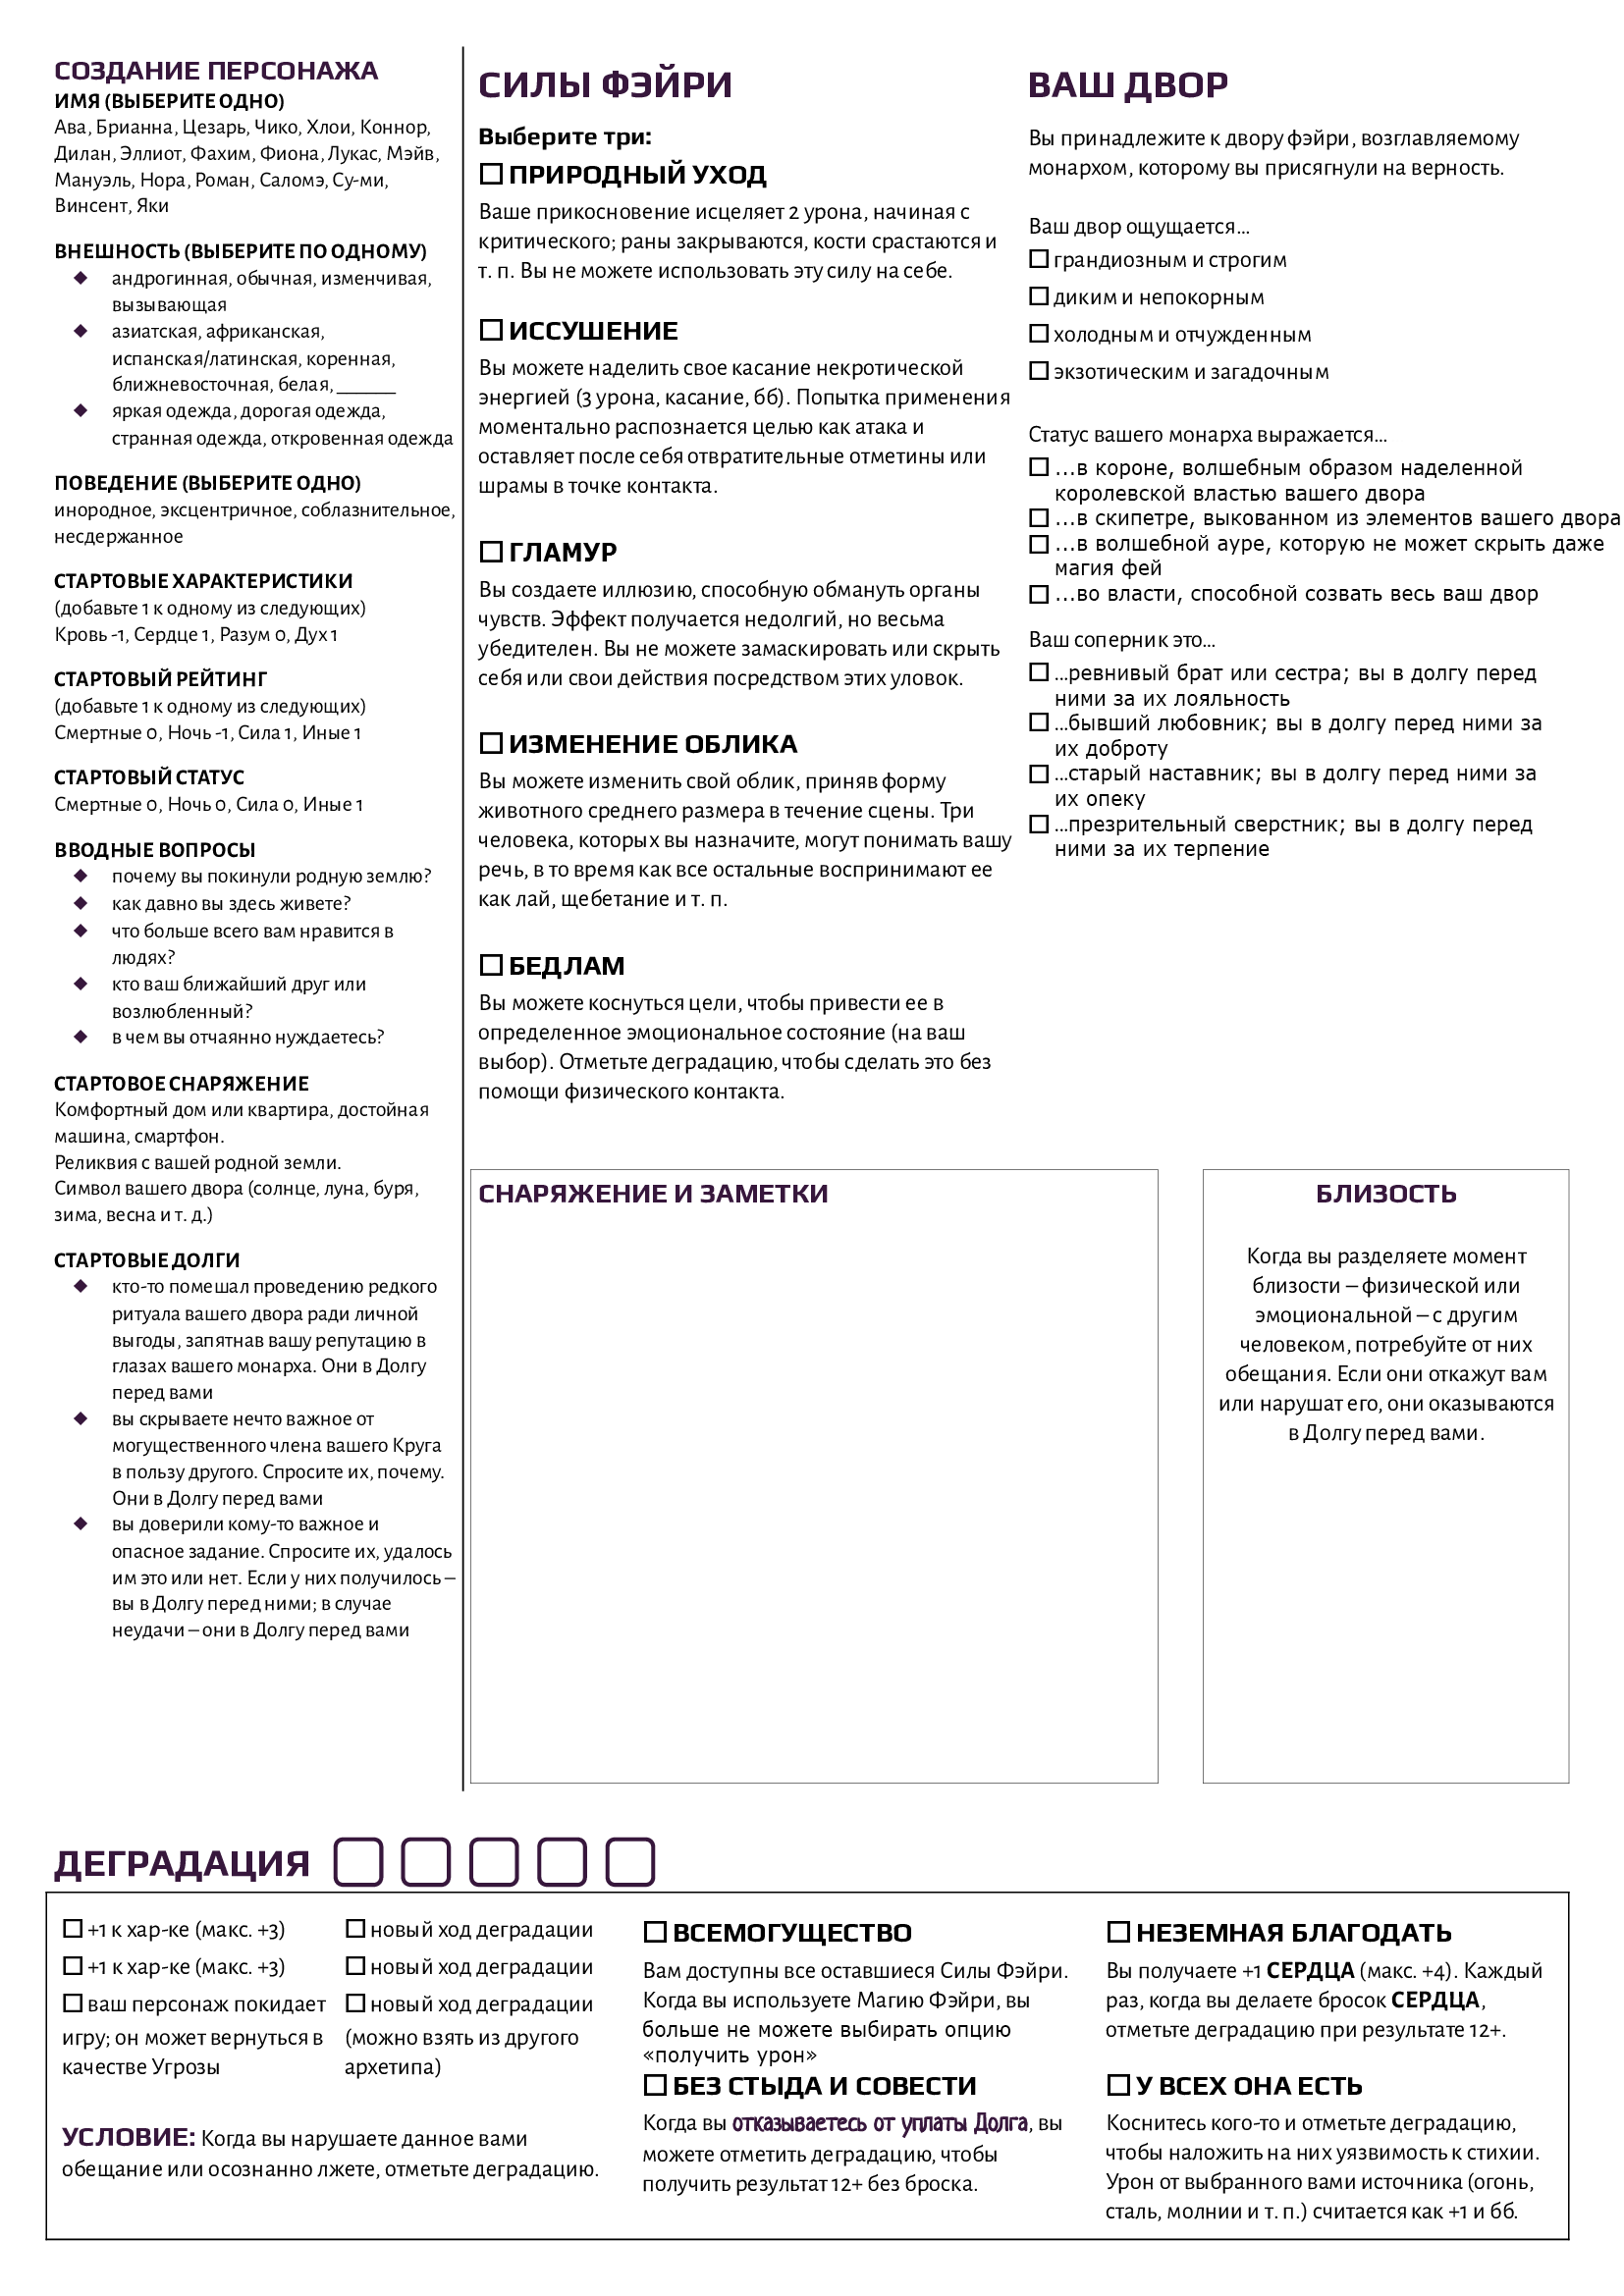 СОЗДАНИЕ ПЕРСОНАЖА
ИМЯ (ВЫБЕРИТЕ ОДНО)
Ава, Брианна, Цезарь, Чико, Хлои, Коннор,
Дилан, Эллиот, Фахим, Фиона, Лукас, Мэйв,
Мануэль, Нора, Роман, Саломэ, Су-ми,
Винсент, Яки
ВНЕШНОСТЬ (ВЫБЕРИТЕ ПО ОДНОМУ)
◆ андрогинная, обычная, изменчивая,
вызывающая
◆ азиатская, африканская,
испанская/латинская, коренная,
ближневосточная, белая, ______
◆ яркая одежда, дорогая одежда,
странная одежда, откровенная одежда
ПОВЕДЕНИЕ (ВЫБЕРИТЕ ОДНО)
инородное, эксцентричное, соблазнительное,
несдержанное
СТАРТОВЫЕ ХАРАКТЕРИСТИКИ
(добавьте 1 к одному из следующих)
Кровь -1, Сердце 1, Разум 0, Дух 1
СТАРТОВЫЙ РЕЙТИНГ
(добавьте 1 к одному из следующих)
Смертные 0, Ночь -1, Сила 1, Иные 1
СТАРТОВЫЙ СТАТУС
Смертные 0, Ночь 0, Сила 0, Иные 1
ВВОДНЫЕ ВОПРОСЫ
◆ почему вы покинули родную землю?
◆ как давно вы здесь живете?
◆ что больше всего вам нравится в
людях?
◆ кто ваш ближайший друг или
возлюбленный?
◆ в чем вы отчаянно нуждаетесь?
СТАРТОВОЕ СНАРЯЖЕНИЕ
Комфортный дом или квартира, достойная
машина, смартфон.
Реликвия с вашей родной земли.
Символ вашего двора (солнце, луна, буря,
зима, весна и т. д.)
СТАРТОВЫЕ ДОЛГИ
◆ кто-то помешал проведению редкого
ритуала вашего двора ради личной
выгоды, запятнав вашу репутацию в
глазах вашего монарха. Они в Долгу
перед вами
◆ вы скрываете нечто важное от
могущественного члена вашего Круга
в пользу другого. Спросите их, почему.
Они в Долгу перед вами
◆ вы доверили кому-то важное и
опасное задание. Спросите их, удалось
им это или нет. Если у них получилось –
вы в Долгу перед ними; в случае
неудачи – они в Долгу перед вами
СИЛЫ ФЭЙРИ
Выберите три:
☐ ПРИРОДНЫЙ УХОД
Ваше прикосновение исцеляет 2 урона, начиная с
критического; раны закрываются, кости срастаются и
т. п. Вы не можете использовать эту силу на себе.
☐ ИССУШЕНИЕ
Вы можете наделить свое касание некротической
энергией (3 урона, касание, бб). Попытка применения
моментально распознается целью как атака и
оставляет после себя отвратительные отметины или
шрамы в точке контакта.
☐ ГЛАМУР
Вы создаете иллюзию, способную обмануть органы
чувств. Эффект получается недолгий, но весьма
убедителен. Вы не можете замаскировать или скрыть
себя или свои действия посредством этих уловок.
☐ ИЗМЕНЕНИЕ ОБЛИКА
Вы можете изменить свой облик, приняв форму
животного среднего размера в течение сцены. Три
человека, которых вы назначите, могут понимать вашу
речь, в то время как все остальные воспринимают ее
как лай, щебетание и т. п.
☐ БЕДЛАМ
Вы можете коснуться цели, чтобы привести ее в
определенное эмоциональное состояние (на ваш
выбор). Отметьте деградацию, чтобы сделать это без
помощи физического контакта.
ВАШ ДВОР
Вы принадлежите к двору фэйри, возглавляемому
монархом, которому вы присягнули на верность.
Ваш двор ощущается...
☐ грандиозным и строгим
☐ диким и непокорным
☐ холодным и отчужденным
☐ экзотическим и загадочным
Статус вашего монарха выражается...
☐ ...в короне, волшебным образом наделенной
королевской властью вашего двора
☐ ...в скипетре, выкованном из элементов вашего двора
☐ ...в волшебной ауре, которую не может скрыть даже
магия фей
☐ ...во власти, способной созвать весь ваш двор
Ваш соперник это...
☐ ...ревнивый брат или сестра; вы в долгу перед
ними за их лояльность
☐ ...бывший любовник; вы в долгу перед ними за
их доброту
☐ ...старый наставник; вы в долгу перед ними за
их опеку
☐ ...презрительный сверстник; вы в долгу перед
ними за их терпение
СНАРЯЖЕНИЕ И ЗАМЕТКИ
БЛИЗОСТЬ
Когда вы разделяете момент
близости – физической или
эмоциональной – с другим
человеком, потребуйте от них
обещания. Если они откажут вам
или нарушат его, они оказываются
в Долгу перед вами.
ДЕГРАДАЦИЯ
☐ +1 к хар-ке (макс. +3)
☐ +1 к хар-ке (макс. +3)
☐ ваш персонаж покидает
игру; он может вернуться в
качестве Угрозы
☐ новый ход деградации
☐ новый ход деградации
☐ новый ход деградации
(можно взять из другого
архетипа)
УСЛОВИЕ: Когда вы нарушаете данное вами
обещание или осознанно лжете, отметьте деградацию.
☐ ВСЕМОГУЩЕСТВО
Вам доступны все оставшиеся Силы Фэйри.
Когда вы используете Магию Фэйри, вы
больше не можете выбирать опцию
«получить урон»
☐ БЕЗ СТЫДА И СОВЕСТИ
Когда вы отказываетесь от уплаты Долга, вы
можете отметить деградацию, чтобы
получить результат 12+ без броска.
☐ НЕЗЕМНАЯ БЛАГОДАТЬ
Вы получаете +1 СЕРДЦА (макс. +4). Каждый
раз, когда вы делаете бросок СЕРДЦА,
отметьте деградацию при результате 12+.
☐ У ВСЕХ ОНА ЕСТЬ
Коснитесь кого-то и отметьте деградацию,
чтобы наложить на них уязвимость к стихии.
Урон от выбранного вами источника (огонь,
сталь, молнии и т. п.) считается как +1 и бб.